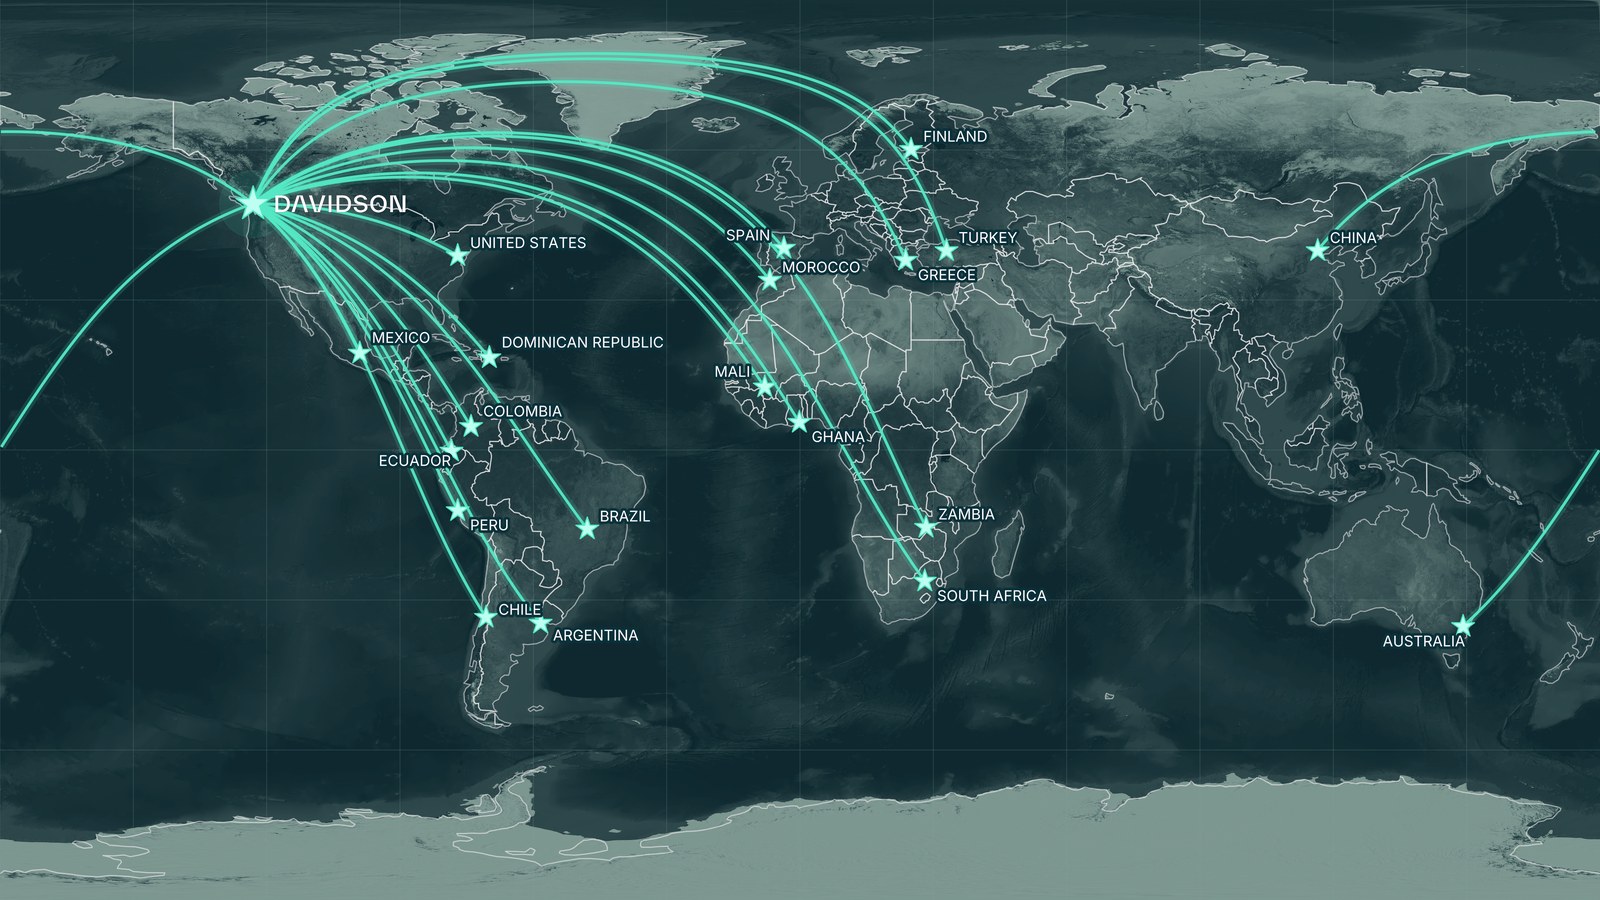 FINLAND
DAVIDSON
SPAIN
TURKEY
CHINA
UNITED STATES
MOROCCO
GREECE
MEXICO
DOMINICAN REPUBLIC
MALI
COLOMBIA
GHANA
ECUADOR
ZAMBIA
BRAZIL
PERU
SOUTH AFRICA
CHILE
ARGENTINA
AUSTRALIA